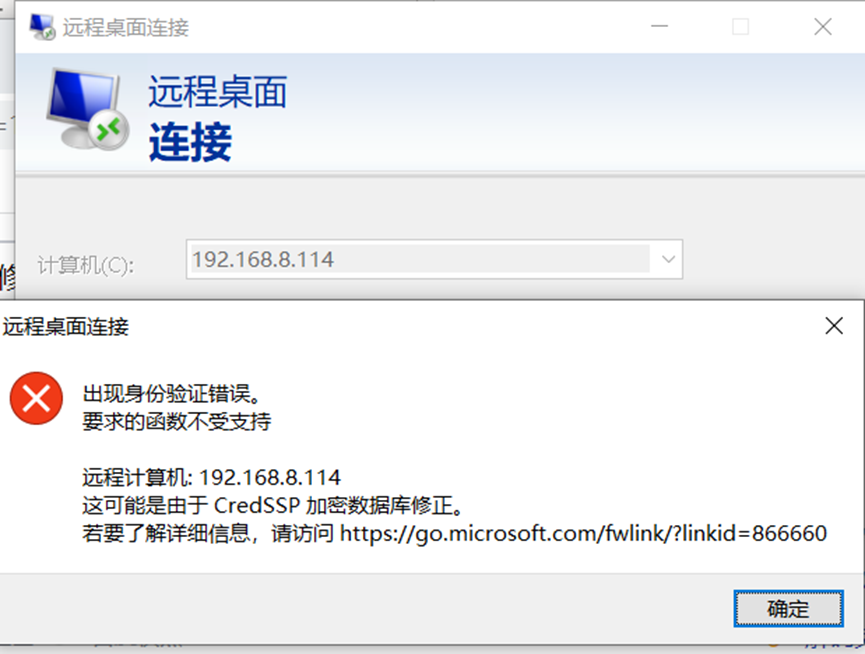 远程桌面连接
远程桌面
连接
计算机(C):
192.168.8.114
修
远程桌面连接
出现身份验证错误。
要求的函数不受支持
远程计算机: 192.168.8.114
这可能是由于 CredSSP 加密数据库修正。
若要了解详细信息，请访问 https://go.microsoft.com/fwlink/?linkid=866660
确定